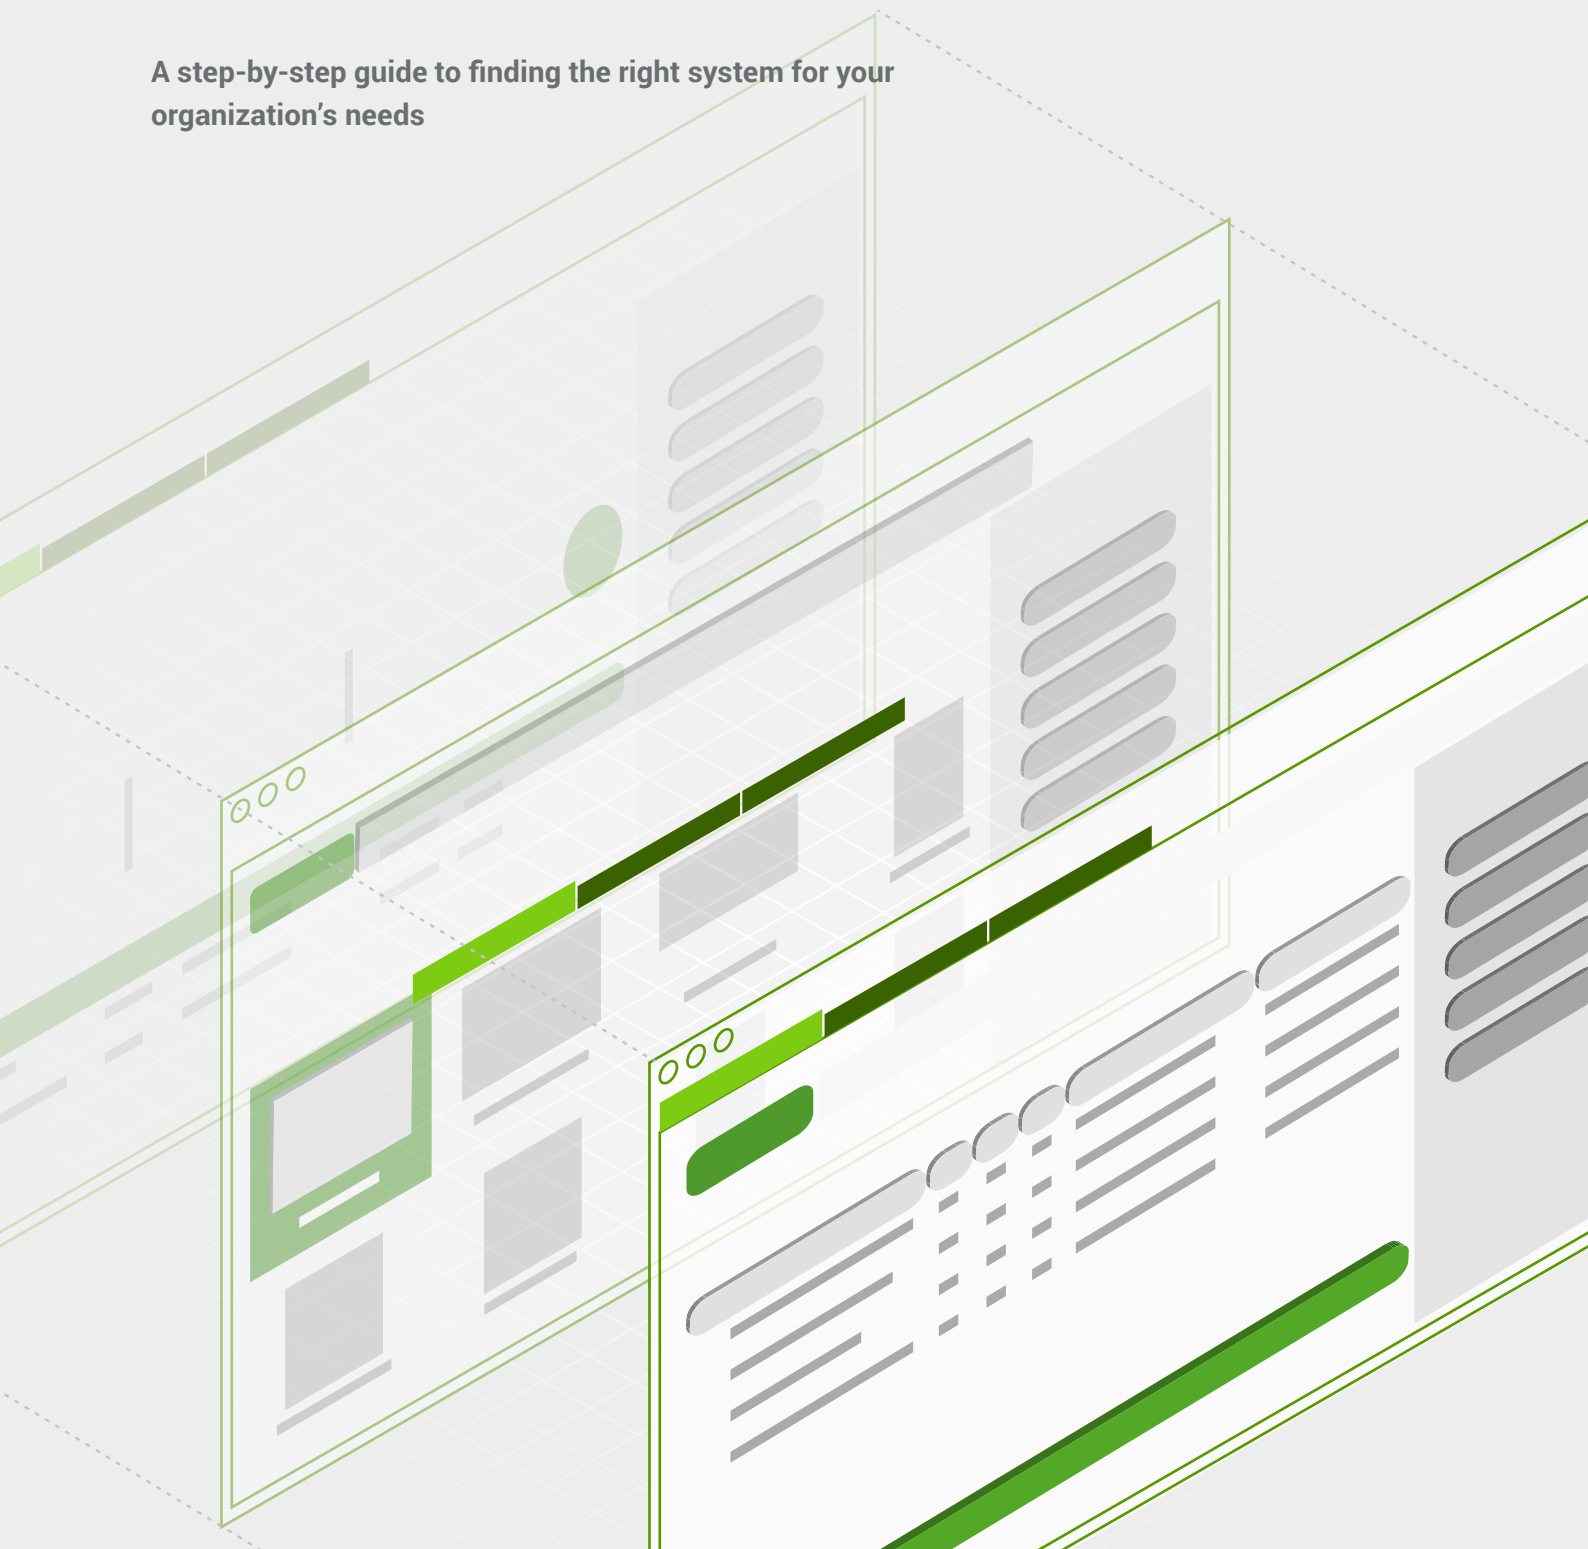 A step-by-step guide to finding the right system for your
organization’s needs